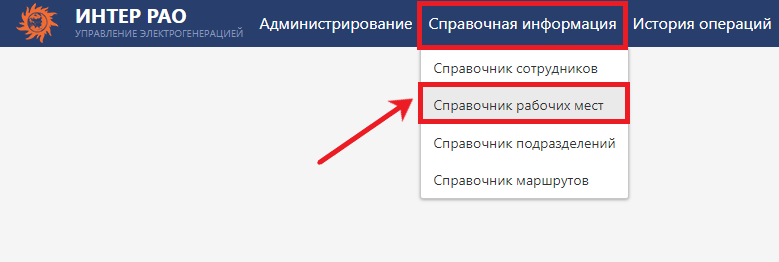 ИНТЕР РАО
УПРАВЛЕНИЕ ЭЛЕКТРОГЕНЕРАЦИЕЙ
Администрирование
Справочная информация
История операций
Справочник сотрудников
Справочник рабочих мест
Справочник подразделений
Справочник маршрутов